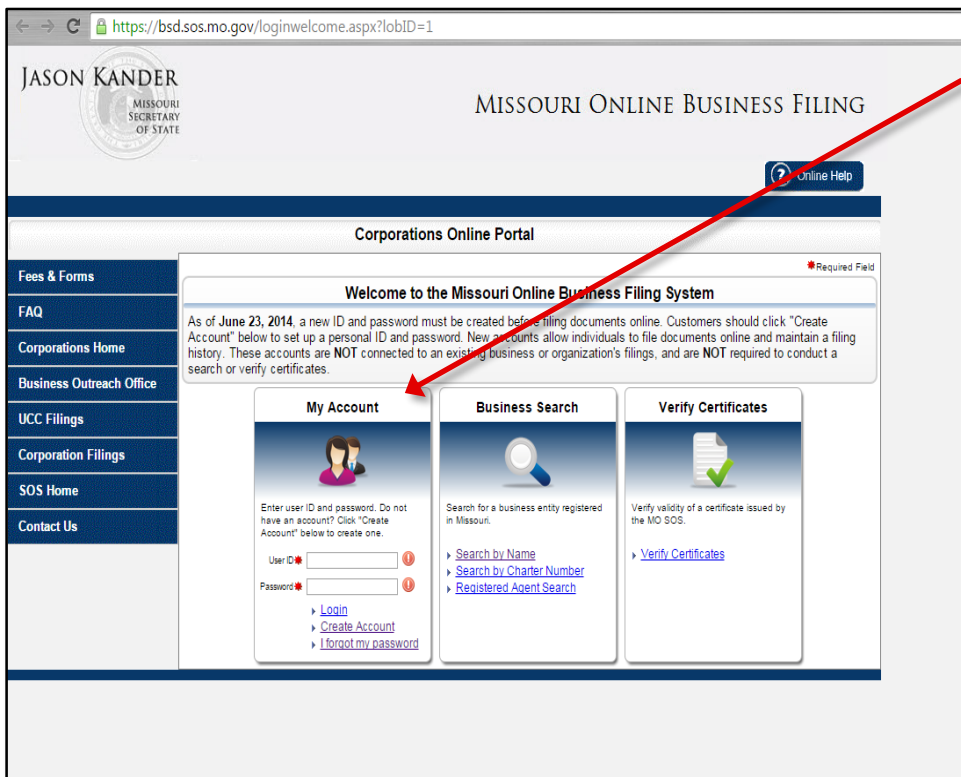 https://bsd.sos.mo.gov/loginwelcome.aspx?lobID=1
JASON KANDER
MISSOURI
SECRETARY
OF STATE
MISSOURI ONLINE BUSINESS FILING
? Online Help
Corporations Online Portal
Fees & Forms
FAQ
Corporations Home
Business Outreach Office
UCC Filings
Corporation Filings
SOS Home
Contact Us
*Required Field
Welcome to the Missouri Online Business Filing System
As of June 23, 2014, a new ID and password must be created before filing documents online. Customers should click "Create
Account" below to set up a personal ID and password. New accounts allow individuals to file documents online and maintain a filing
history. These accounts are NOT connected to an existing business or organization's filings, and are NOT required to conduct a
search or verify certificates.
My Account
Enter user ID and password. Do not
have an account? Click "Create
Account" below to create one.
User ID*
Password*
Login
Create Account
I forgot my password
Business Search
Search for a business entity registered
in Missouri.
Search by Name
Search by Charter Number
Registered Agent Search
Verify Certificates
Verify validity of a certificate issued by
the MO SOS.
Verify Certificates